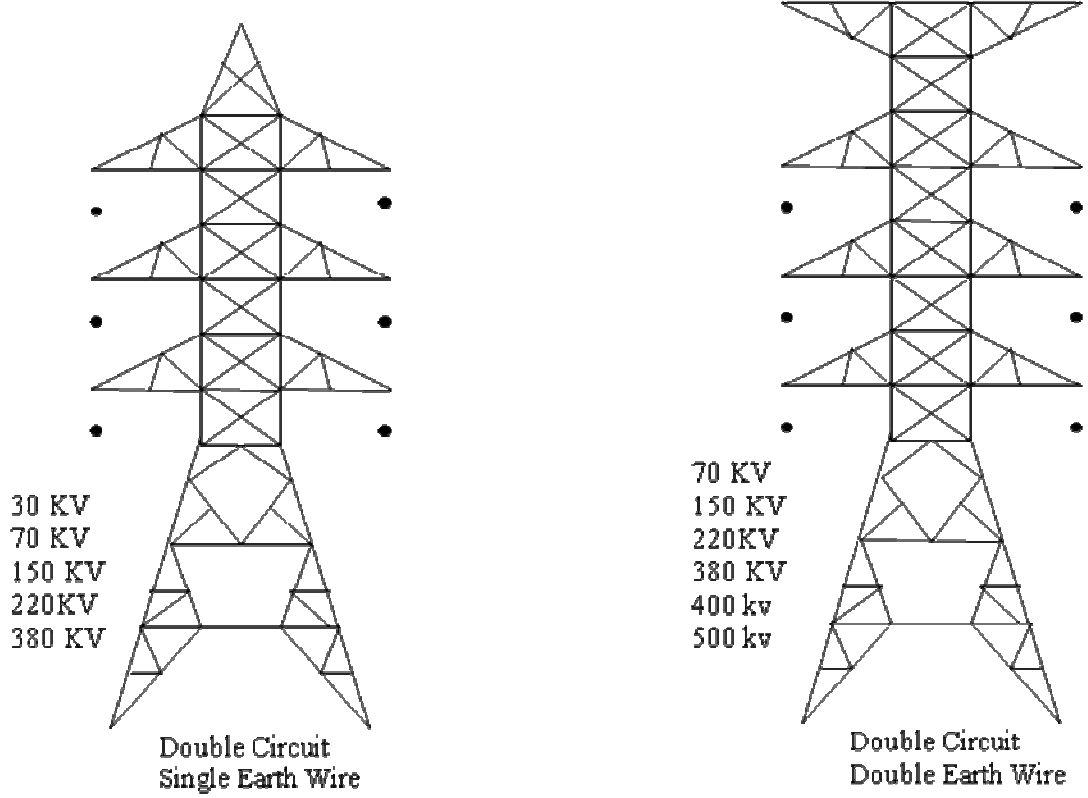 30 KV
70 KV
150 KV
220KV
380 KV
Double Circuit
Single Earth Wire
70 KV
150 KV
220KV
380 KV
400 kv
500 kv
Double Circuit
Double Earth Wire